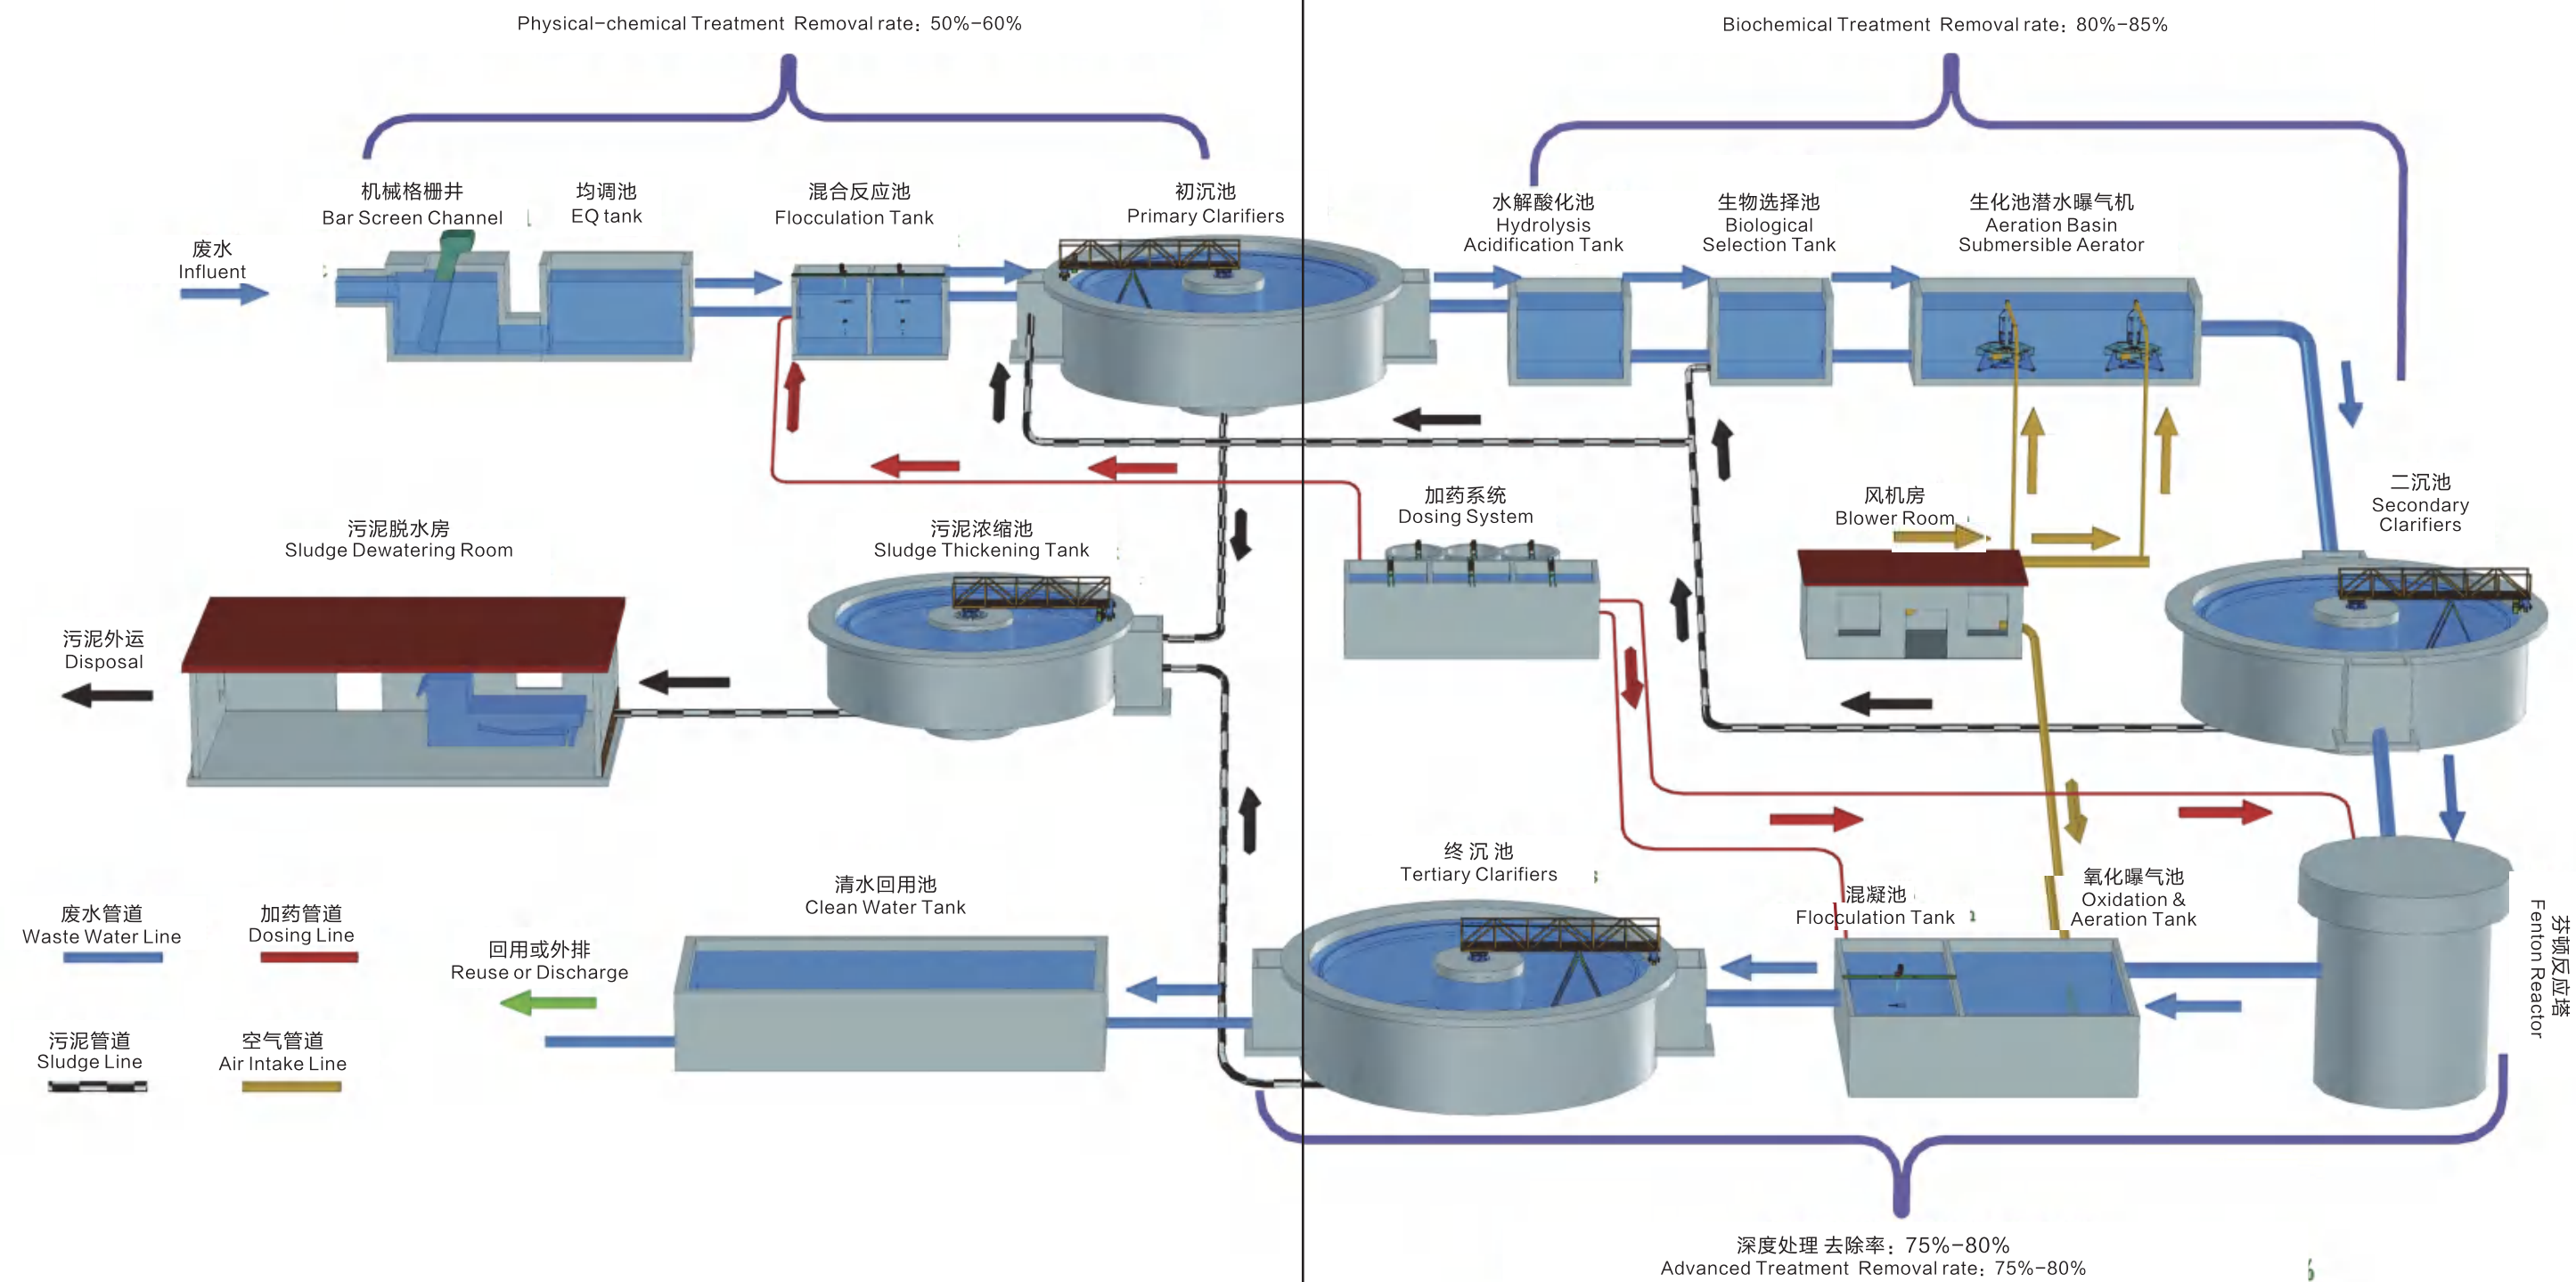 Physical-chemical Treatment Removal rate: 50%-60%
Biochemical Treatment Removal rate: 80%-85%
机械格栅井
Bar Screen Channel
均调池
EQ tank
混合反应池
Flocculation Tank
初沉池
Primary Clarifiers
水解酸化池
Hydrolysis
Acidification Tank
生物选择池
Biological
Selection Tank
生化池潜水曝气机
Aeration Basin
Submersible Aerator
废水
Influent
二沉池
Secondary
Clarifiers
加药系统
Dosing System
风机房
Blower Room
污泥脱水房
Sludge Dewatering Room
污泥浓缩池
Sludge Thickening Tank
污泥外运
Disposal
终沉池
Tertiary Clarifiers
混凝池
Flocculation Tank
氧化曝气池
Oxidation &
Aeration Tank
芬顿反应塔
Fenton Reactor
清水回用池
Clean Water Tank
回用或外排
Reuse or Discharge
废水管道
Waste Water Line
加药管道
Dosing Line
污泥管道
Sludge Line
空气管道
Air Intake Line
深度处理 去除率：75%-80%
Advanced Treatment Removal rate: 75%-80%